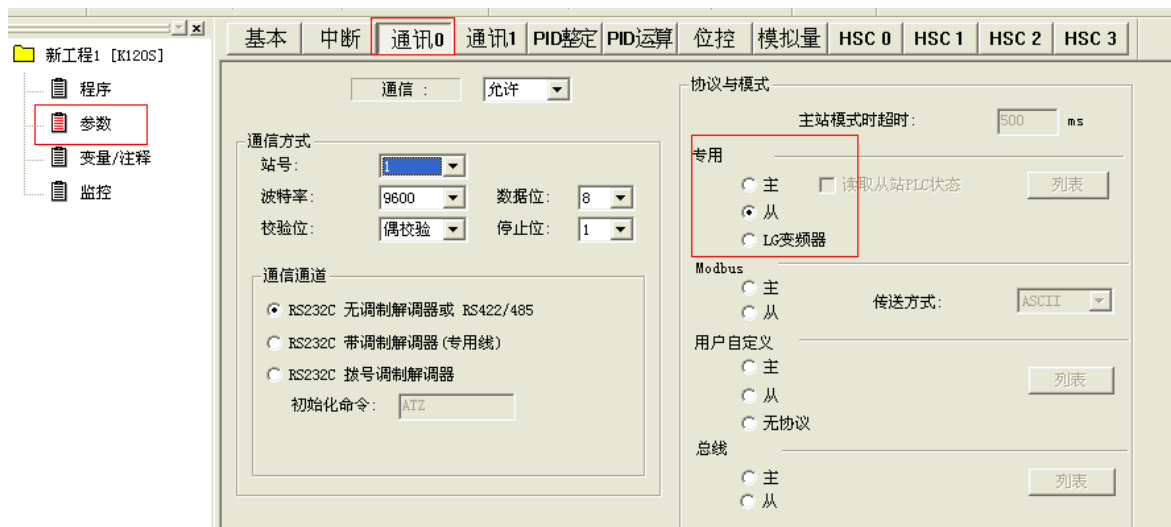 新工程1 [K120S]
程序
参数
变量/注释
监控
基本 中断 通讯0 通讯1 PID整定 PID运算 位控 模拟量 HSC 0 HSC 1 HSC 2 HSC 3
通信 : 允许
通信方式
站号: 1
波特率: 9600 数据位: 8
校验位: 偶校验 停止位: 1
通信通道
RS232C 无调制解调器或 RS422/485
RS232C 带调制解调器(专用线)
RS232C 拨号调制解调器
初始化命令: ATZ
协议与模式
主站模式时超时: 500 ms
专用
主 读取从站PLC状态 列表
从
LG变频器
Modbus
主
传送方式: ASCII
从
用户自定义
主
列表
从
无协议
总线
主 列表
从